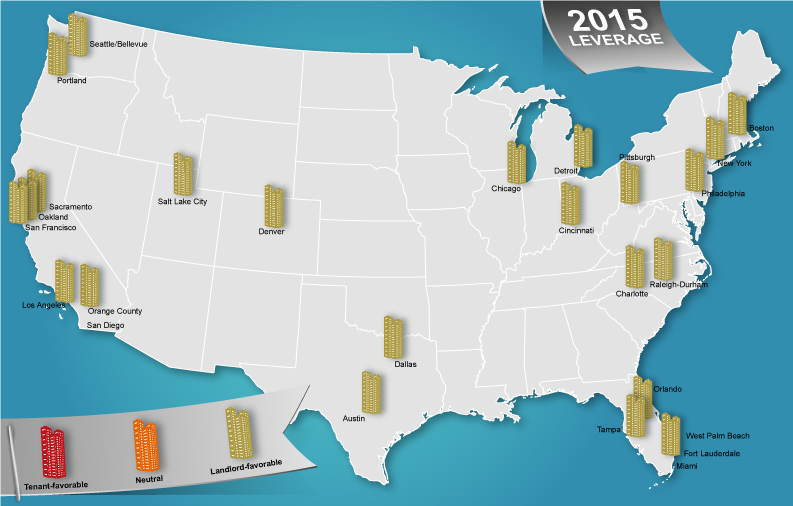 2015
LEVERAGE
Seattle/Bellevue
Portland
Boston
New York
Pittsburgh
Detroit
Chicago
Philadelphia
Salt Lake City
Sacramento
Oakland
San Francisco
Denver
Cincinnati
Raleigh-Durham
Charlotte
Los Angeles
Orange County
San Diego
Dallas
Austin
Orlando
Tampa
West Palm Beach
Fort Lauderdale
Miami
Tenant-favorable
Neutral
Landlord-favorable